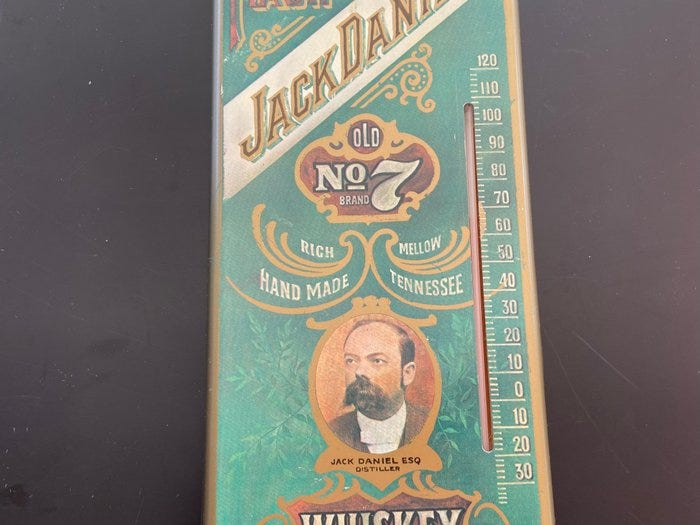 JACK DANIE
OLD
No 7
BRAND
RICH MELLOW
HAND MADE TENNESSEE
JACK DANIEL ESQ
DISTILLER
WHISKEY
120
110
100
90
80
70
60
50
40
30
20
10
0
10
20
30